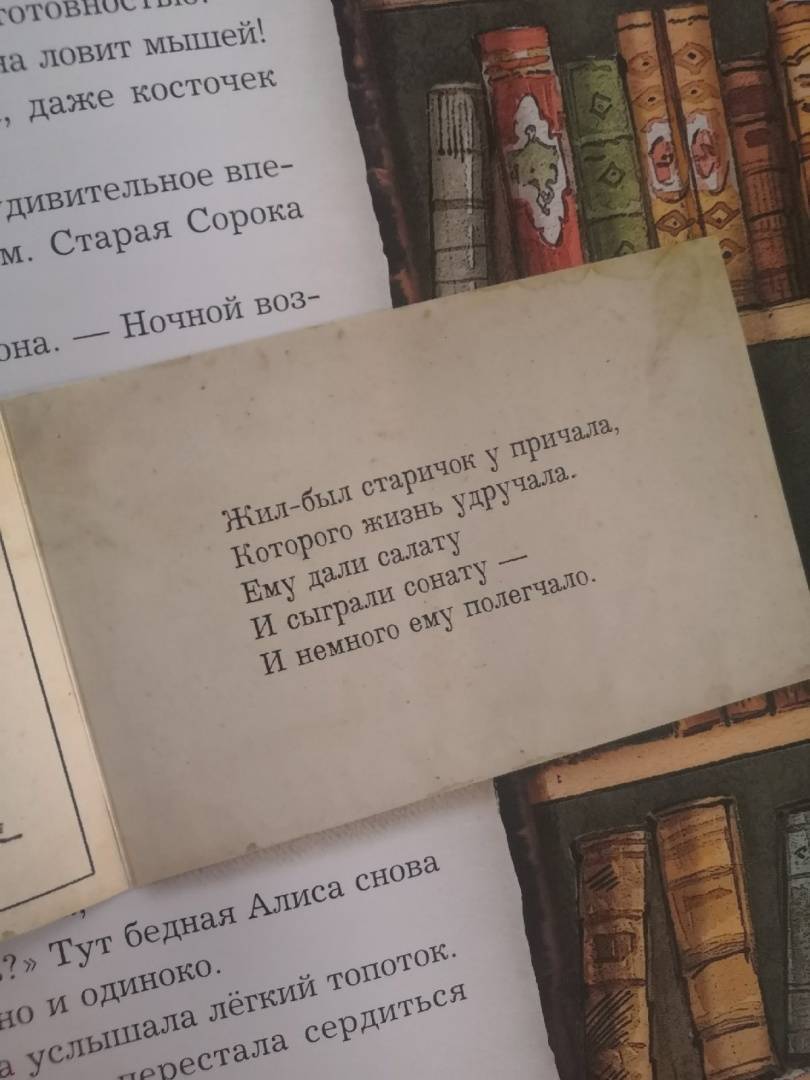 готовностью!
на ловит мышей!
даже косточек
удивительное впе-
м. Старая Сорока
она. — Ночной воз-
Жил-был старичок у причала,
Которого жизнь удручала.
Ему дали салату
И сыграли сонату —
И немного ему полегчало.
?» Тут бедная Алиса снова
но и одиноко.
а услышала лёгкий топоток.
перестала сердиться